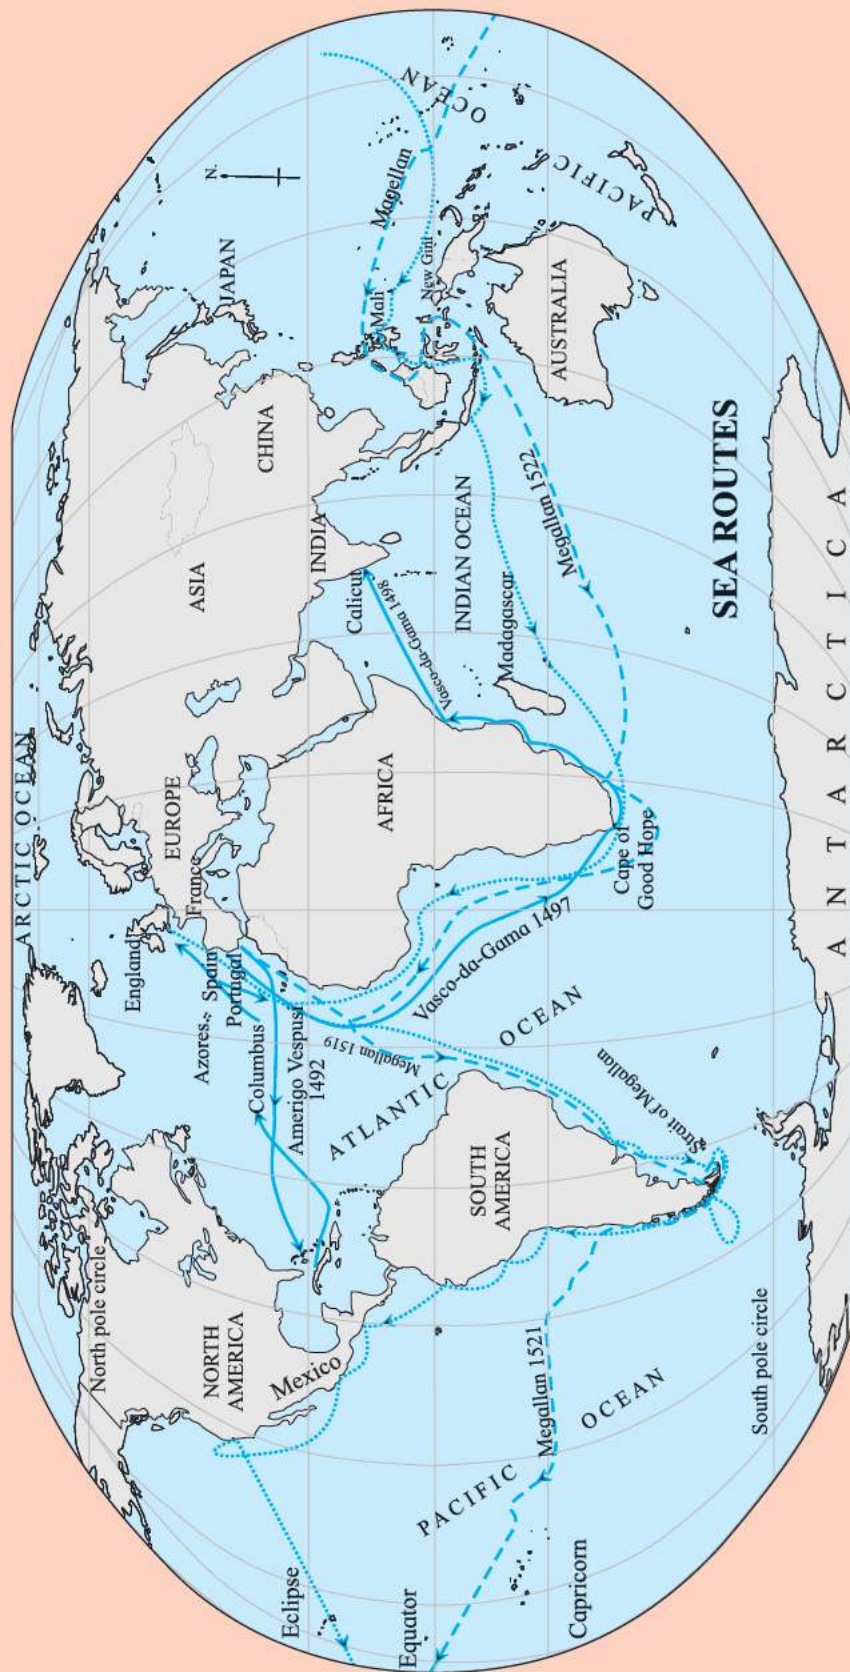 ARCTIC OCEAN
North pole circle
NORTH
AMERICA
Mexico
England
France
Spain
Portugal
Azores
Columbus
Amerigo Vespusi
1492
EUROPE
ASIA
CHINA
JAPAN
N.
INDIA
Calicut
Vasco-da-Gama 1498
AFRICA
Eclipse
Equator
Capricorn
ATLANTIC
OCEAN
Megallan 1519
Vasco-da-Gama 1497
SOUTH
AMERICA
Megallan 1521
PACIFIC
OCEAN
Strait of Megallan
Cape of
Good Hope
Madagascar
INDIAN OCEAN
Megallan 1522
Magellan
Mali
New Gini
AUSTRALIA
PACIFIC
OCEAN
SEA ROUTES
South pole circle
ANTARCTICA